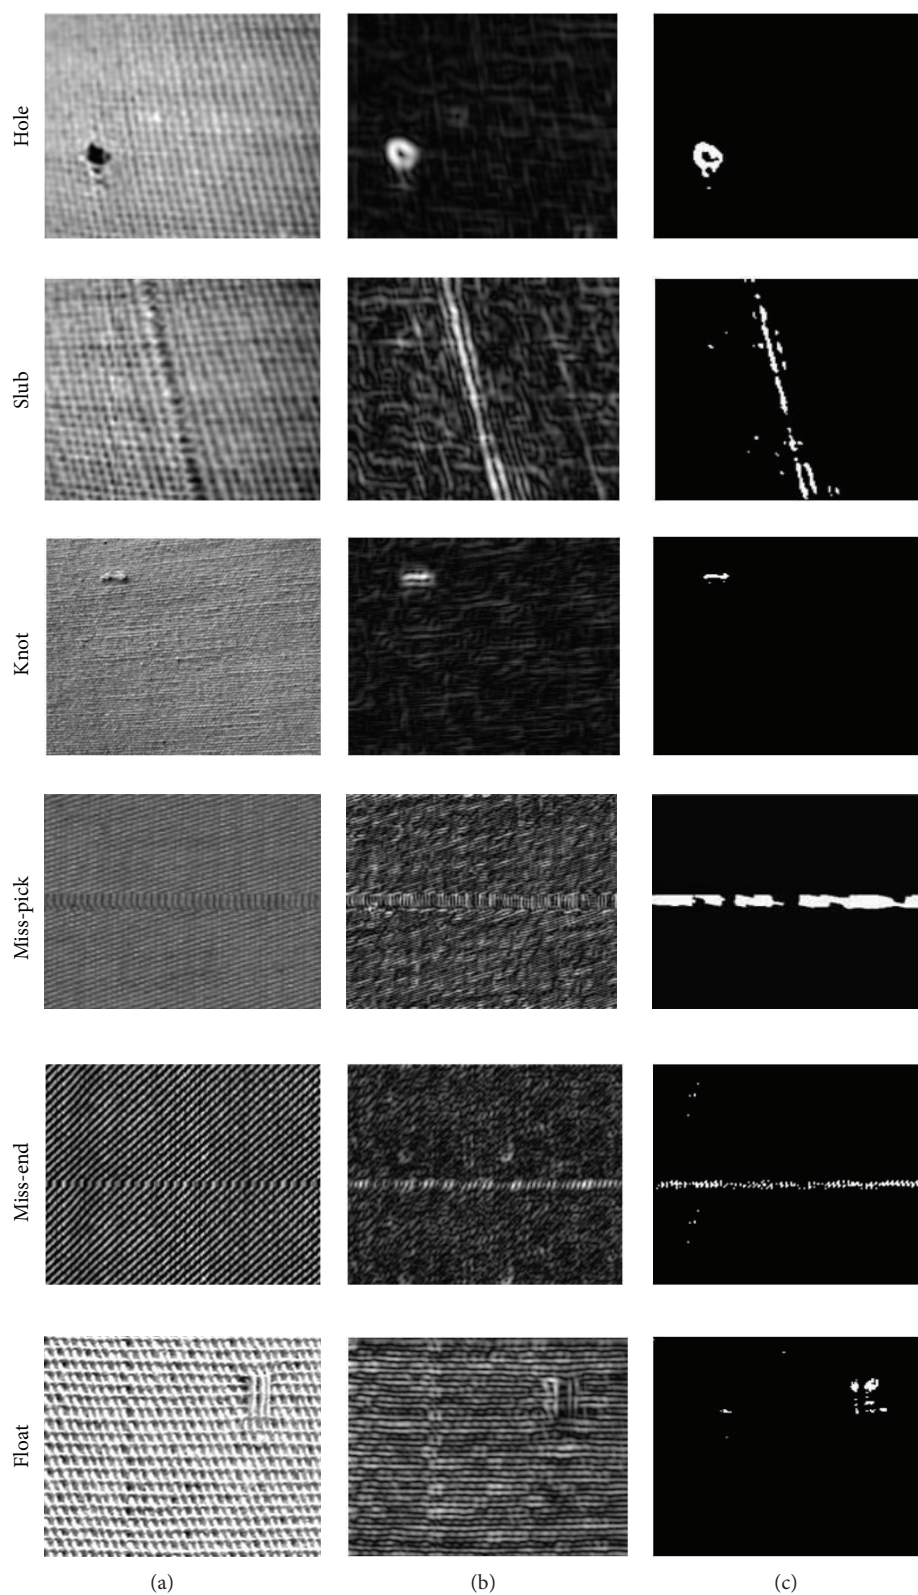 Hole
Slub
Knot
Miss-pick
Miss-end
Float
(a)
(b)
(c)